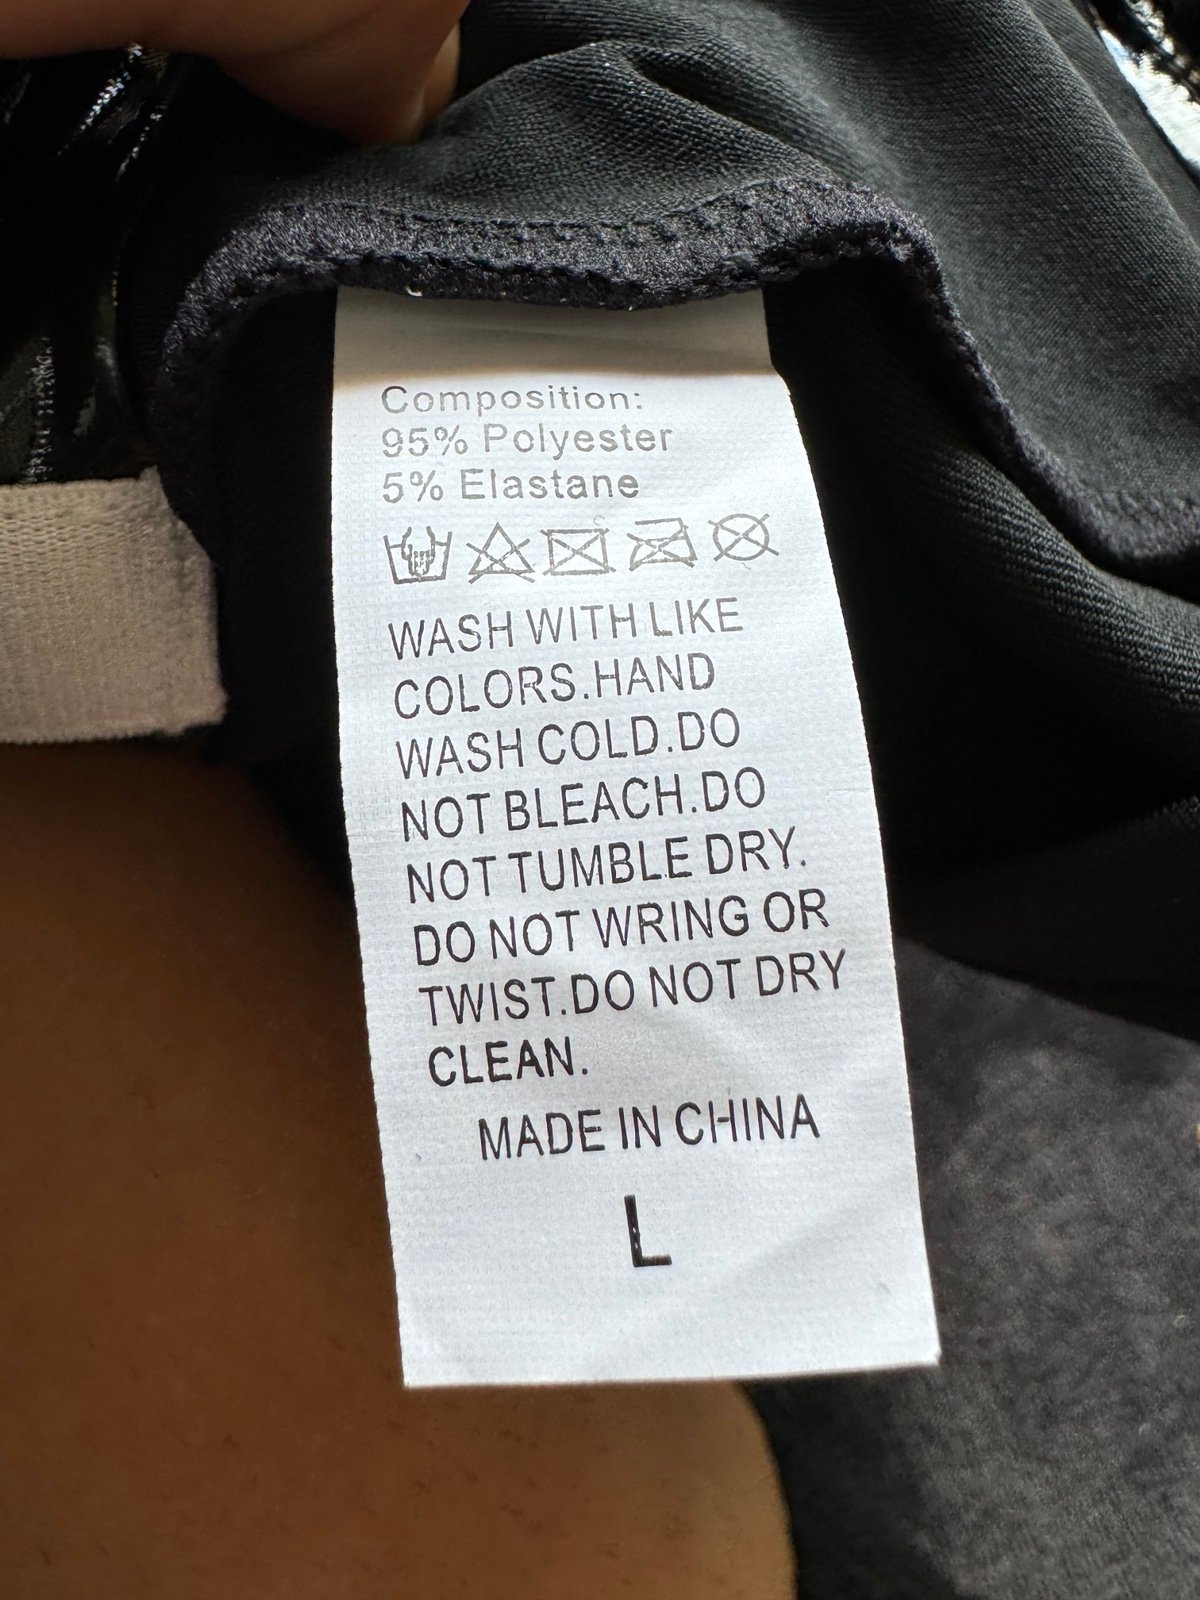 Composition:
95% Polyester
5% Elastane
WASH WITH LIKE
COLORS.HAND
WASH COLD.DO
NOT BLEACH.DO
NOT TUMBLE DRY.
DO NOT WRING OR
TWIST.DO NOT DRY
CLEAN.
MADE IN CHINA
L